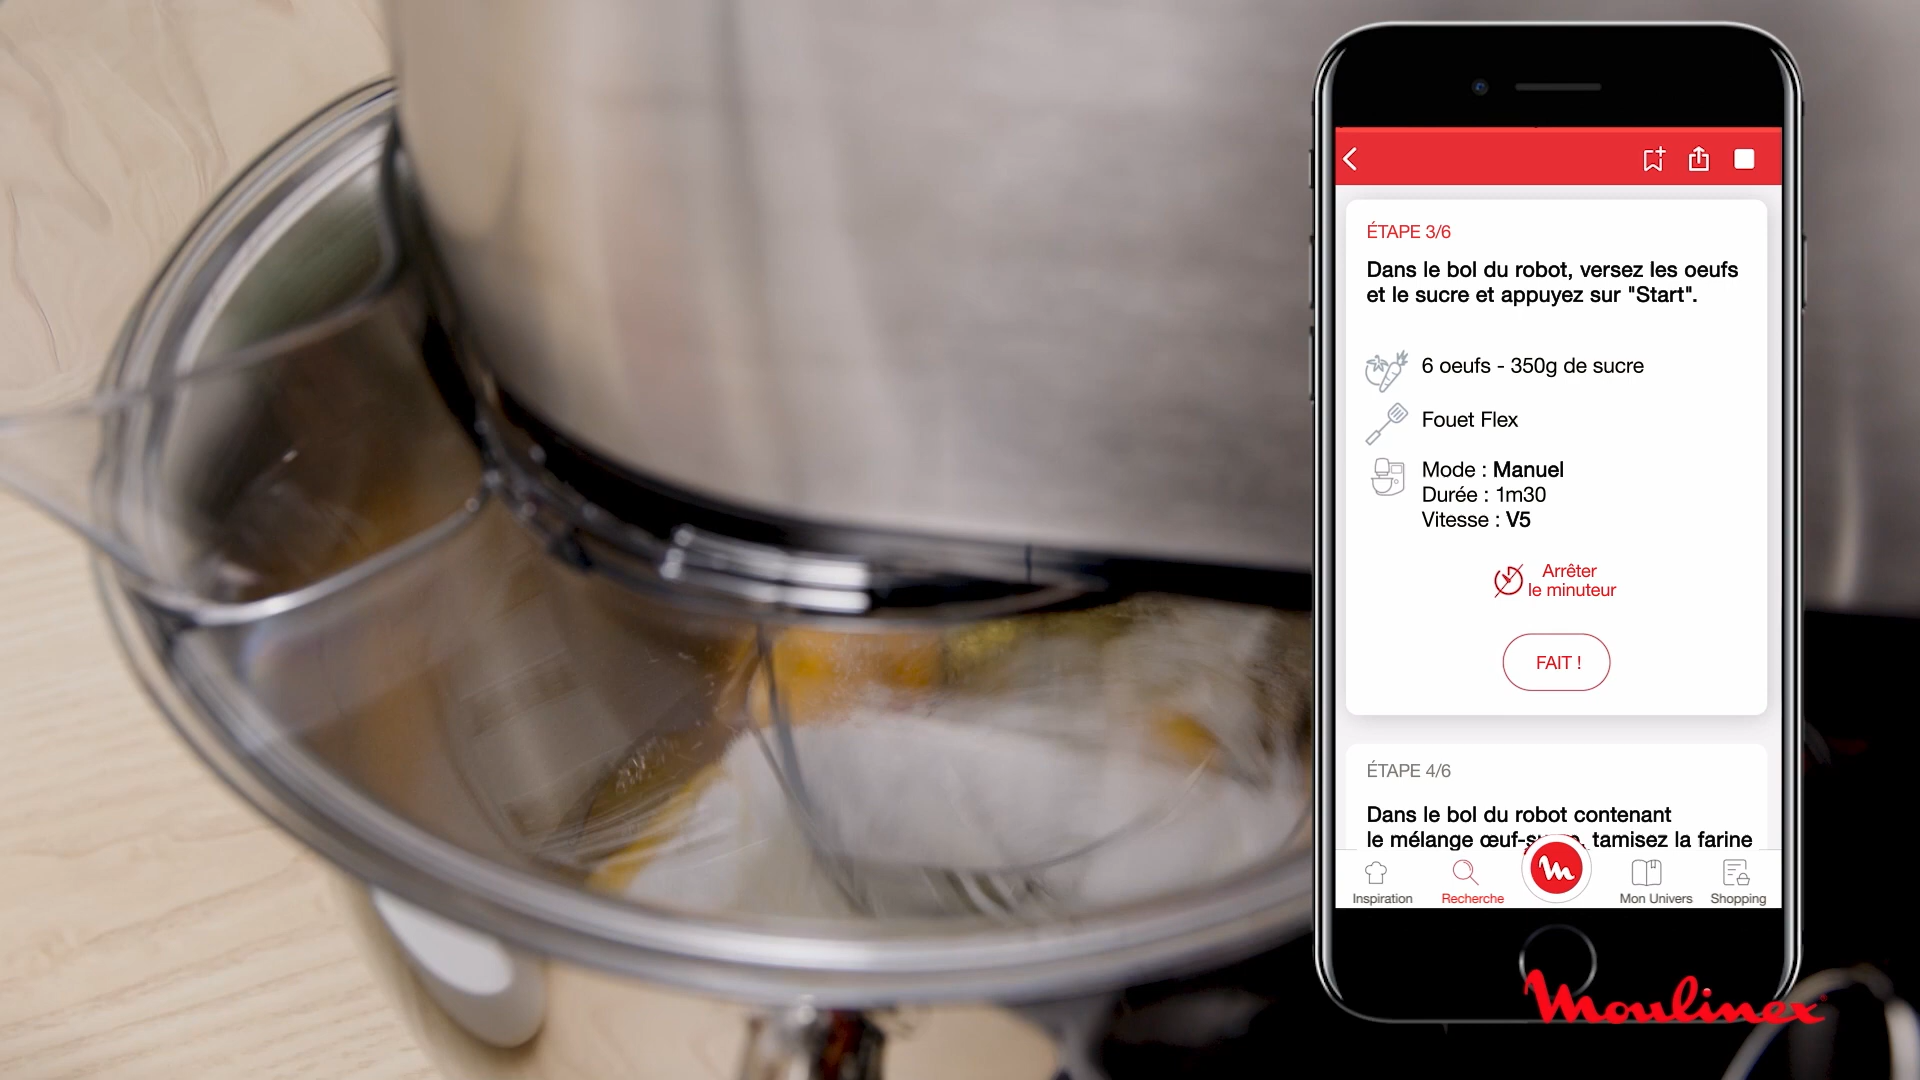 ÉTAPE 3/6
Dans le bol du robot, versez les oeufs
et le sucre et appuyez sur "Start".
6 oeufs - 350g de sucre
Fouet Flex
Mode : Manuel
Durée : 1m30
Vitesse : V5
Arrêter
le minuteur
FAIT !
ÉTAPE 4/6
Dans le bol du robot contenant
le mélange tamisez la farine
Inspiration
Recherche
Mon Univers
Shopping
Moulinex